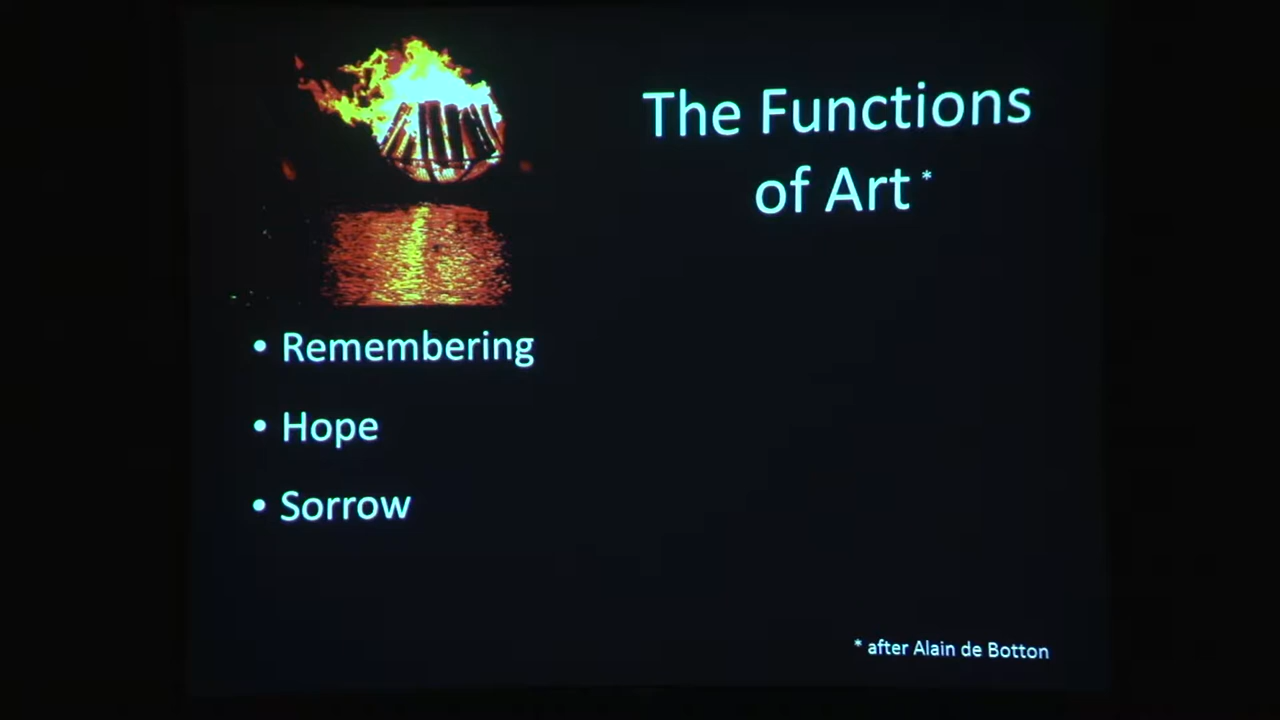 The Functions
of Art *
• Remembering
• Hope
• Sorrow
* after Alain de Botton